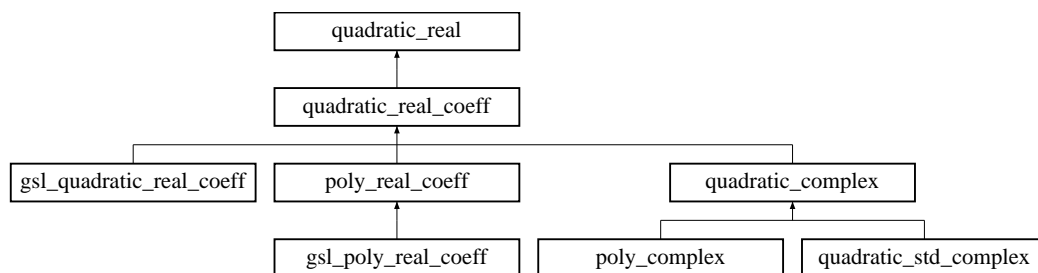 quadratic_real
quadratic_real_coeff
gsl_quadratic_real_coeff
poly_real_coeff
quadratic_complex
gsl_poly_real_coeff
poly_complex
quadratic_std_complex